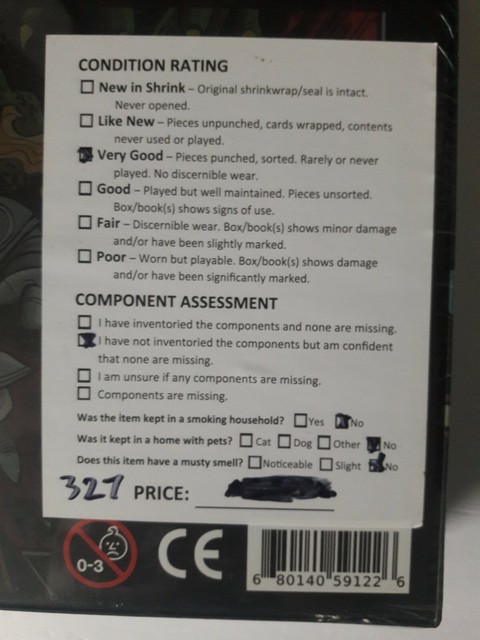 CONDITION RATING
New in Shrink – Original shrinkwrap/seal is intact.
Never opened.
Like New – Pieces unpunched, cards wrapped, contents
never used or played.
Very Good – Pieces punched, sorted. Rarely or never
played. No discernible wear.
Good – Played but well maintained. Pieces unsorted.
Box/book(s) shows signs of use.
Fair – Discernible wear. Box/book(s) shows minor damage
and/or have been slightly marked.
Poor – Worn but playable. Box/book(s) shows damage
and/or have been significantly marked.
COMPONENT ASSESSMENT
I have inventoried the components and none are missing.
I have not inventoried the components but am confident
that none are missing.
I am unsure if any components are missing.
Components are missing.
Was the item kept in a smoking household? Yes No
Was it kept in a home with pets? Cat Dog Other No
Does this item have a musty smell? Noticeable Slight No
327 PRICE:
0-3 CE
6 80140 59122 6